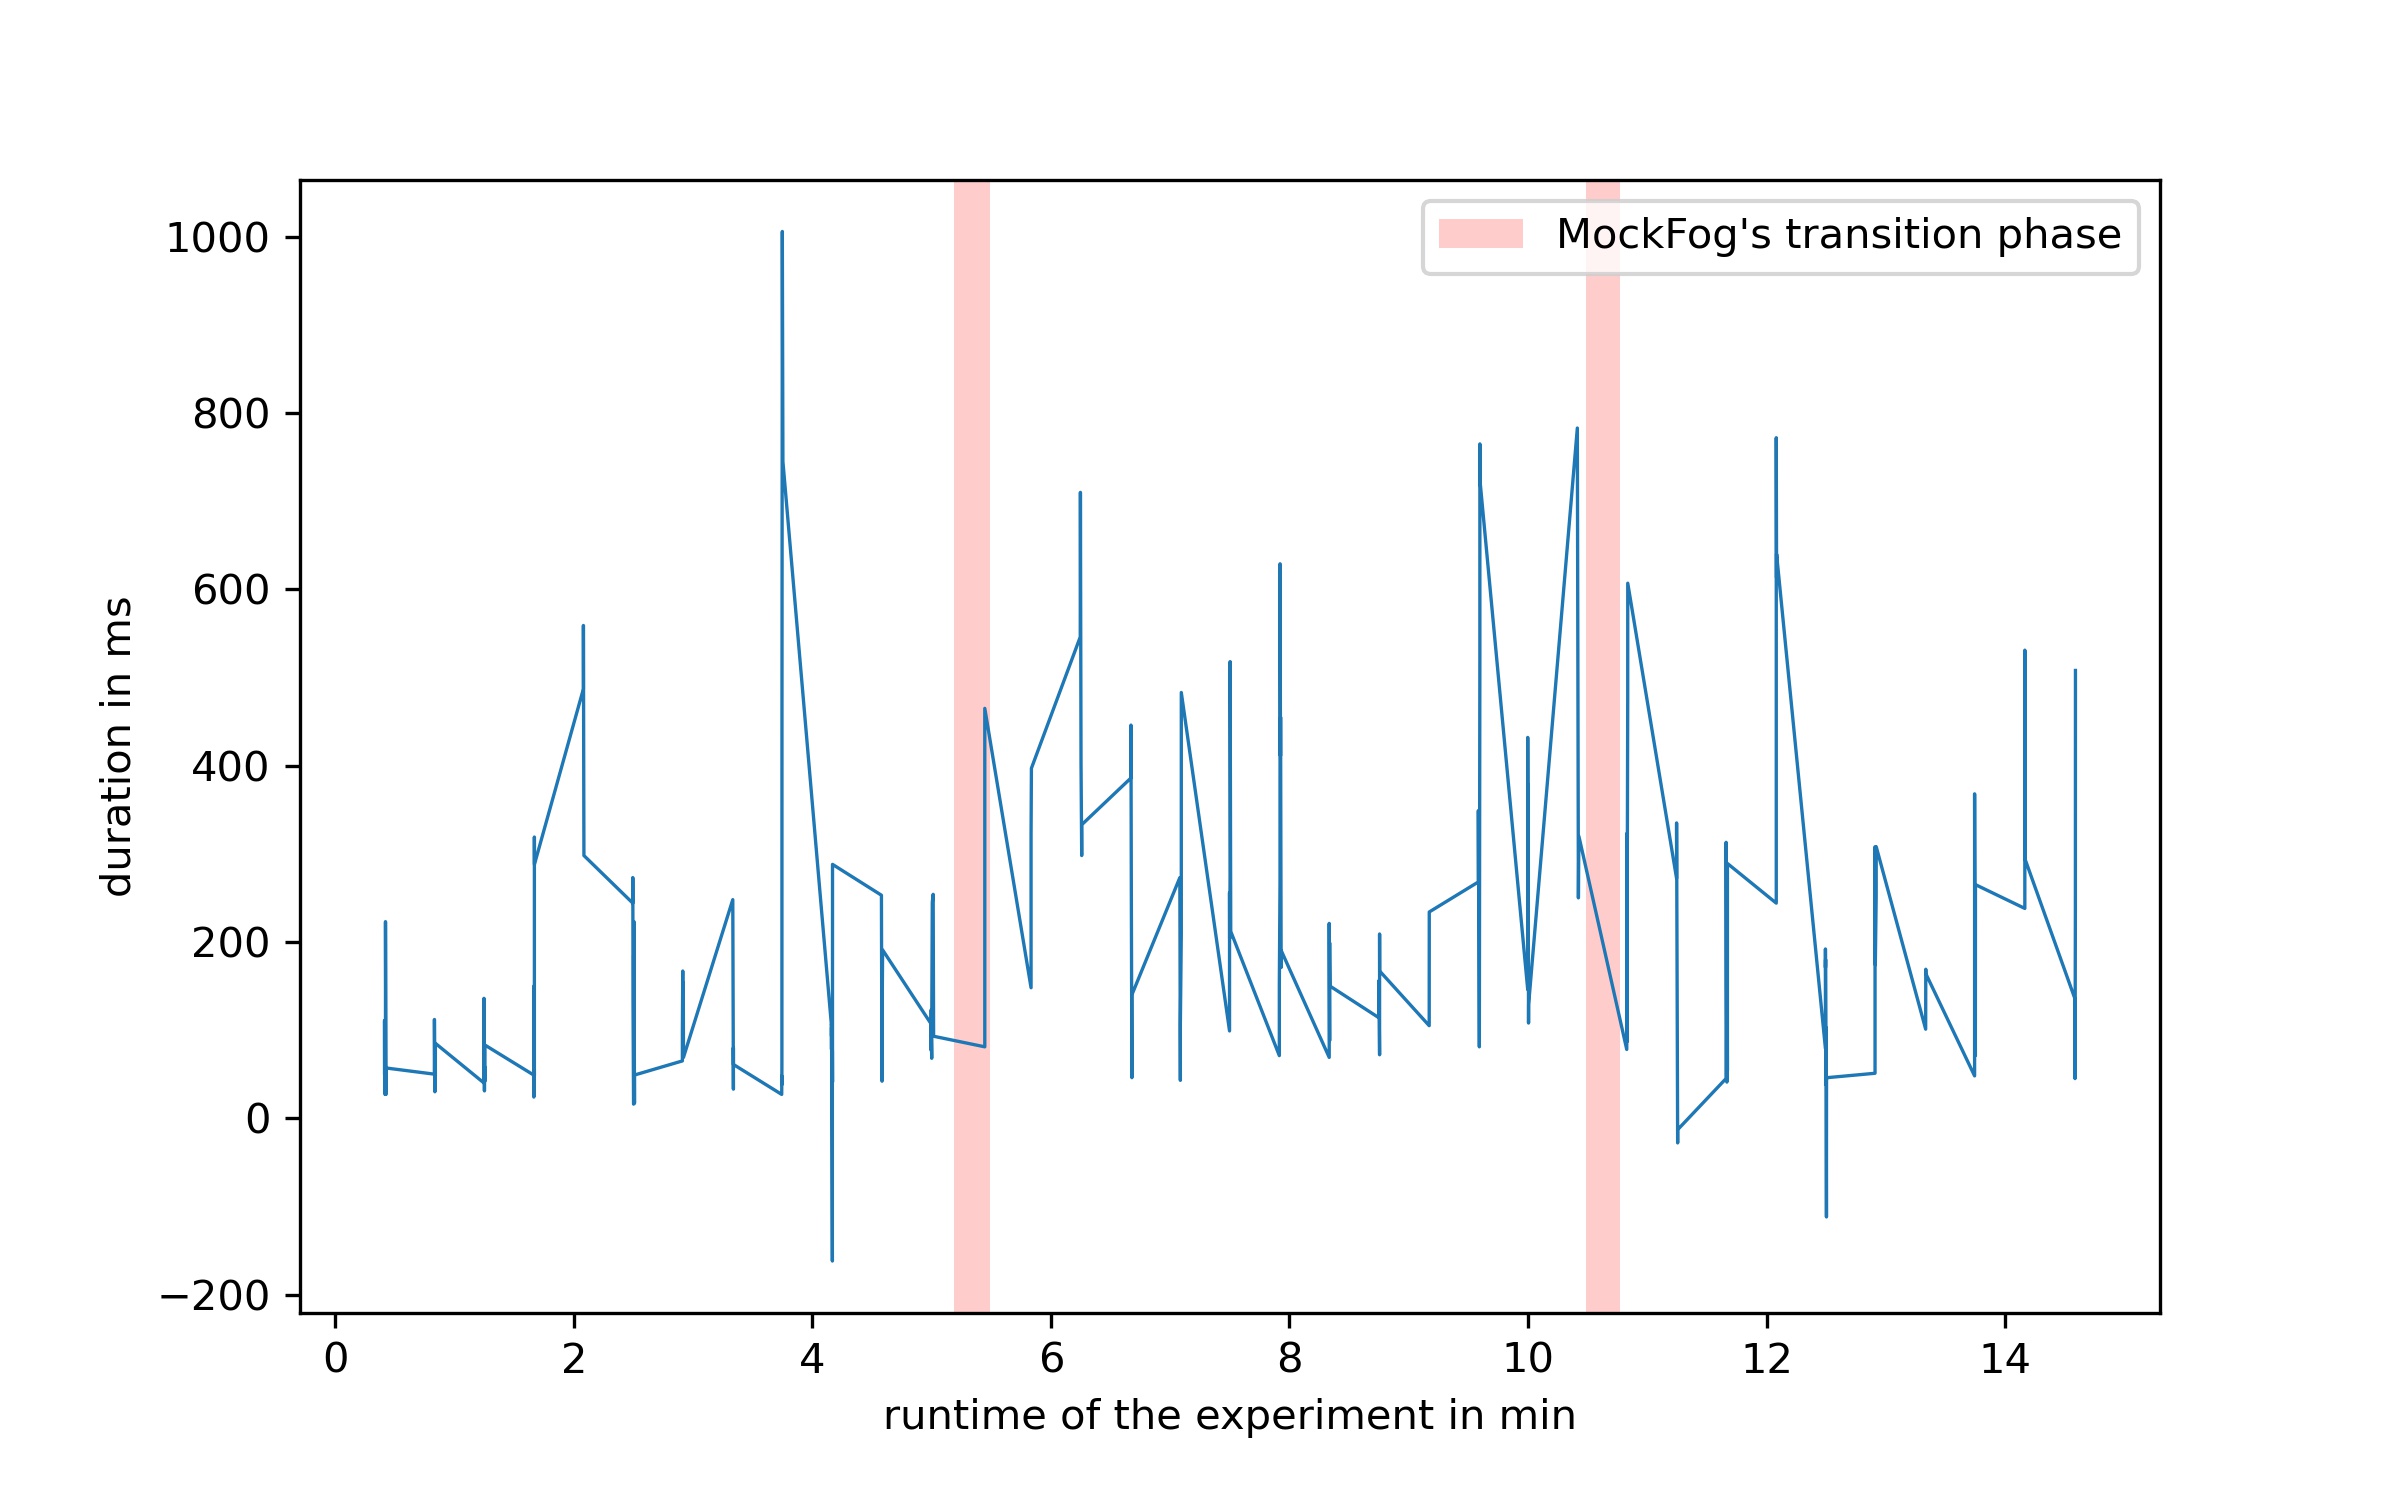 MockFog's transition phase
1000
800
600
400
200
0
−200
duration in ms
0 2 4 6 8 10 12 14
runtime of the experiment in min